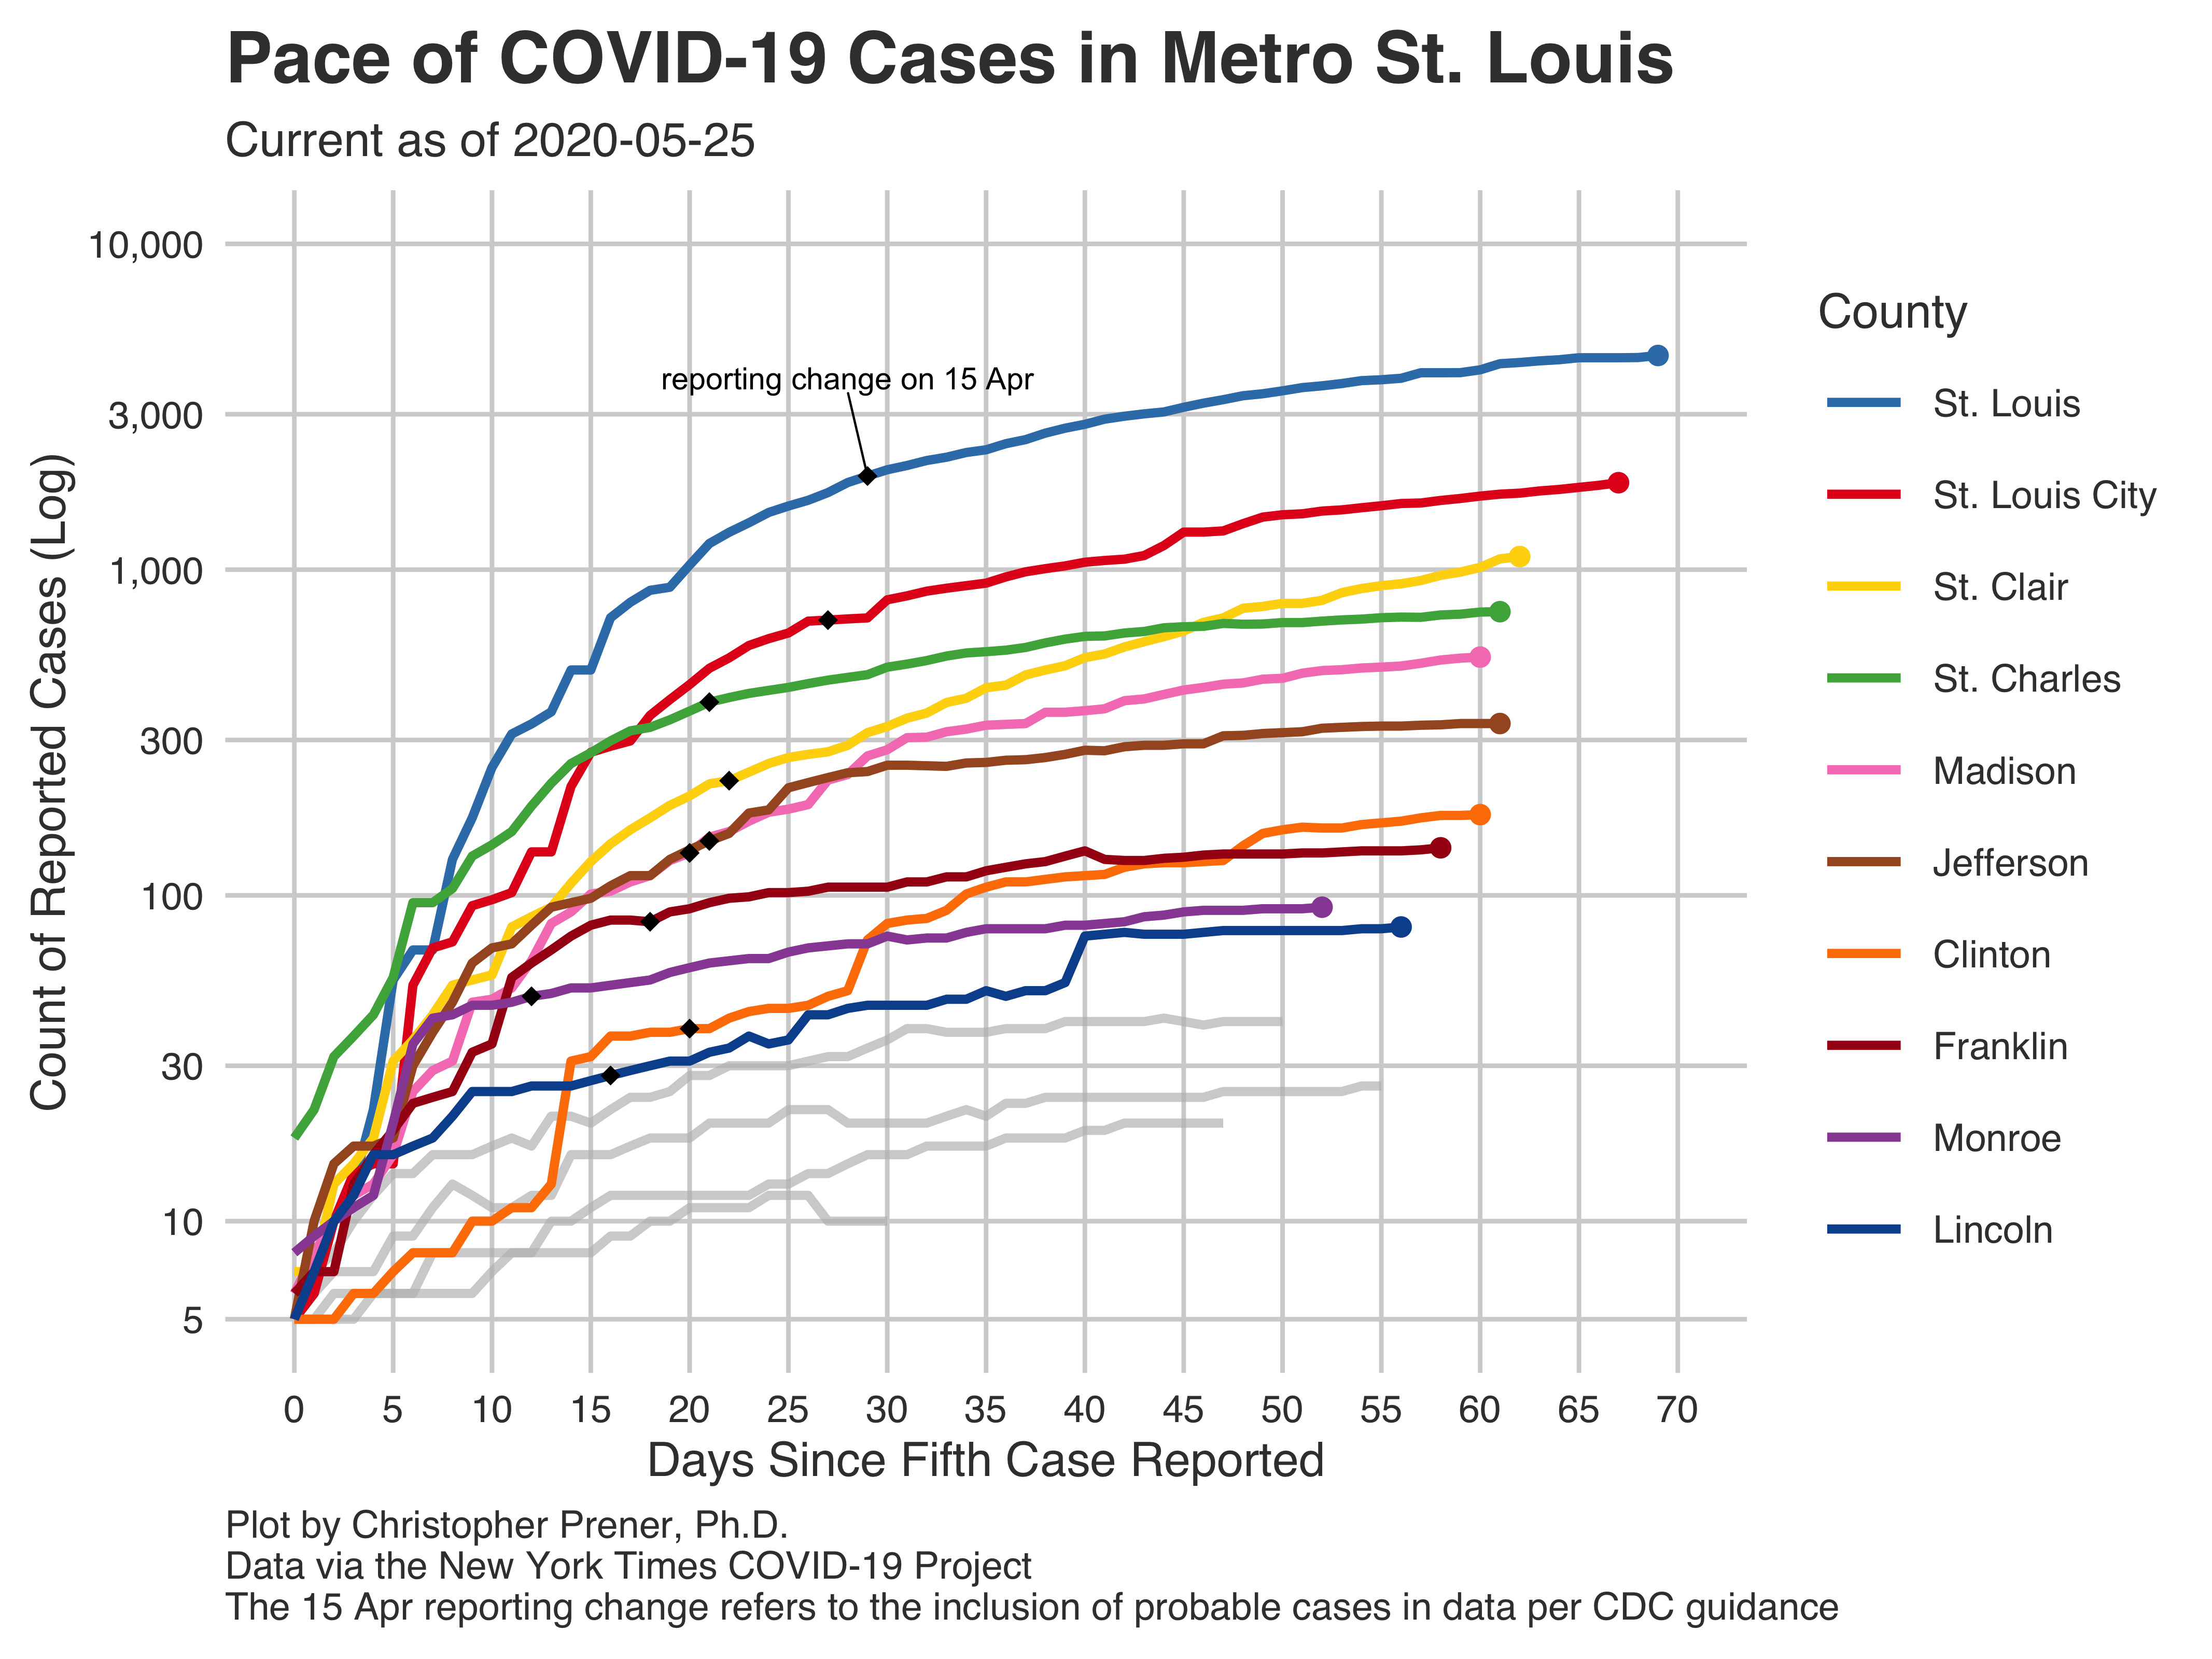 Pace of COVID-19 Cases in Metro St. Louis
Current as of 2020-05-25
Count of Reported Cases (Log)
10,000
3,000
1,000
300
100
30
10
5
reporting change on 15 Apr
0 5 10 15 20 25 30 35 40 45 50 55 60 65 70
Days Since Fifth Case Reported
County
St. Louis
St. Louis City
St. Clair
St. Charles
Madison
Jefferson
Clinton
Franklin
Monroe
Lincoln
Plot by Christopher Prener, Ph.D.
Data via the New York Times COVID-19 Project
The 15 Apr reporting change refers to the inclusion of probable cases in data per CDC guidance